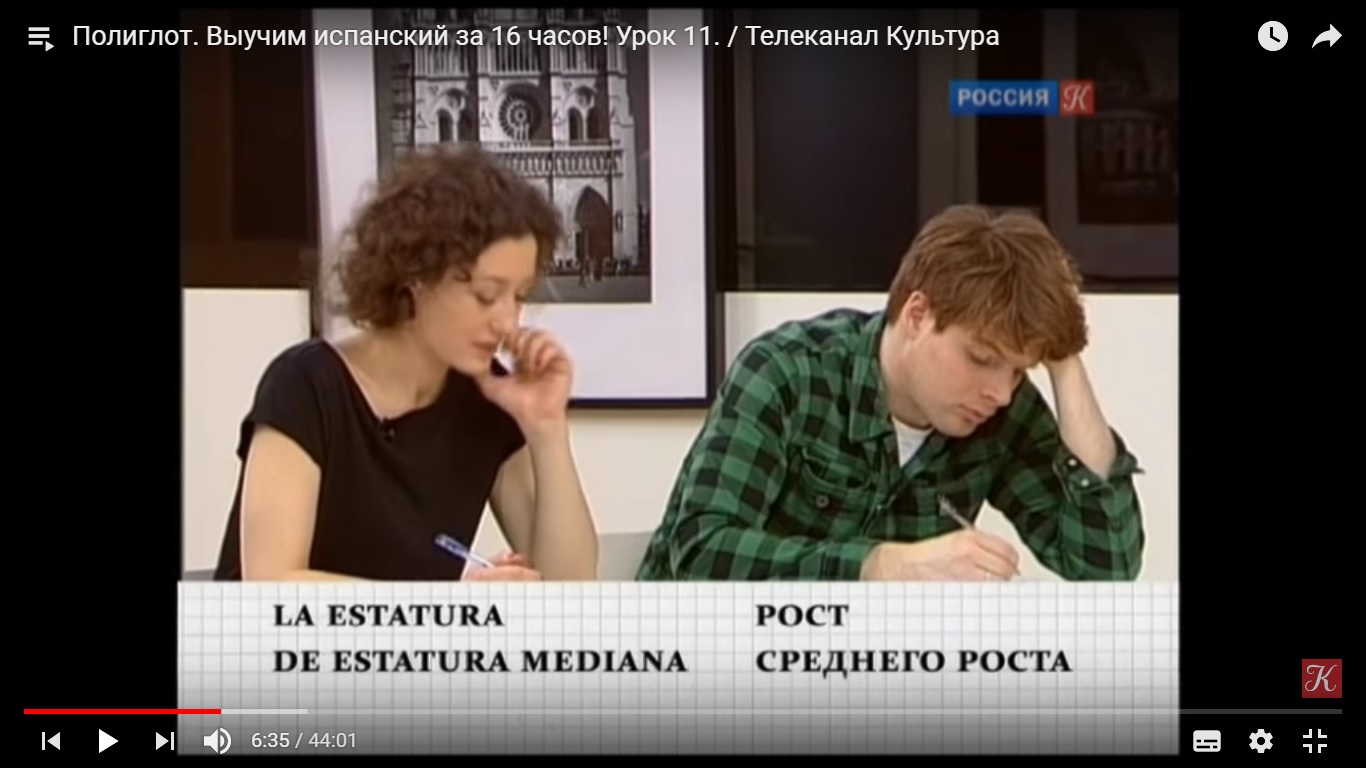 Полиглот. Выучим испанский за 16 часов! Урок 11. / Телеканал Культура
РОССИЯ К
LA ESTATURA РОСТ
DE ESTATURA MEDIANA СРЕДНЕГО РОСТА
К
6:35 / 44:01